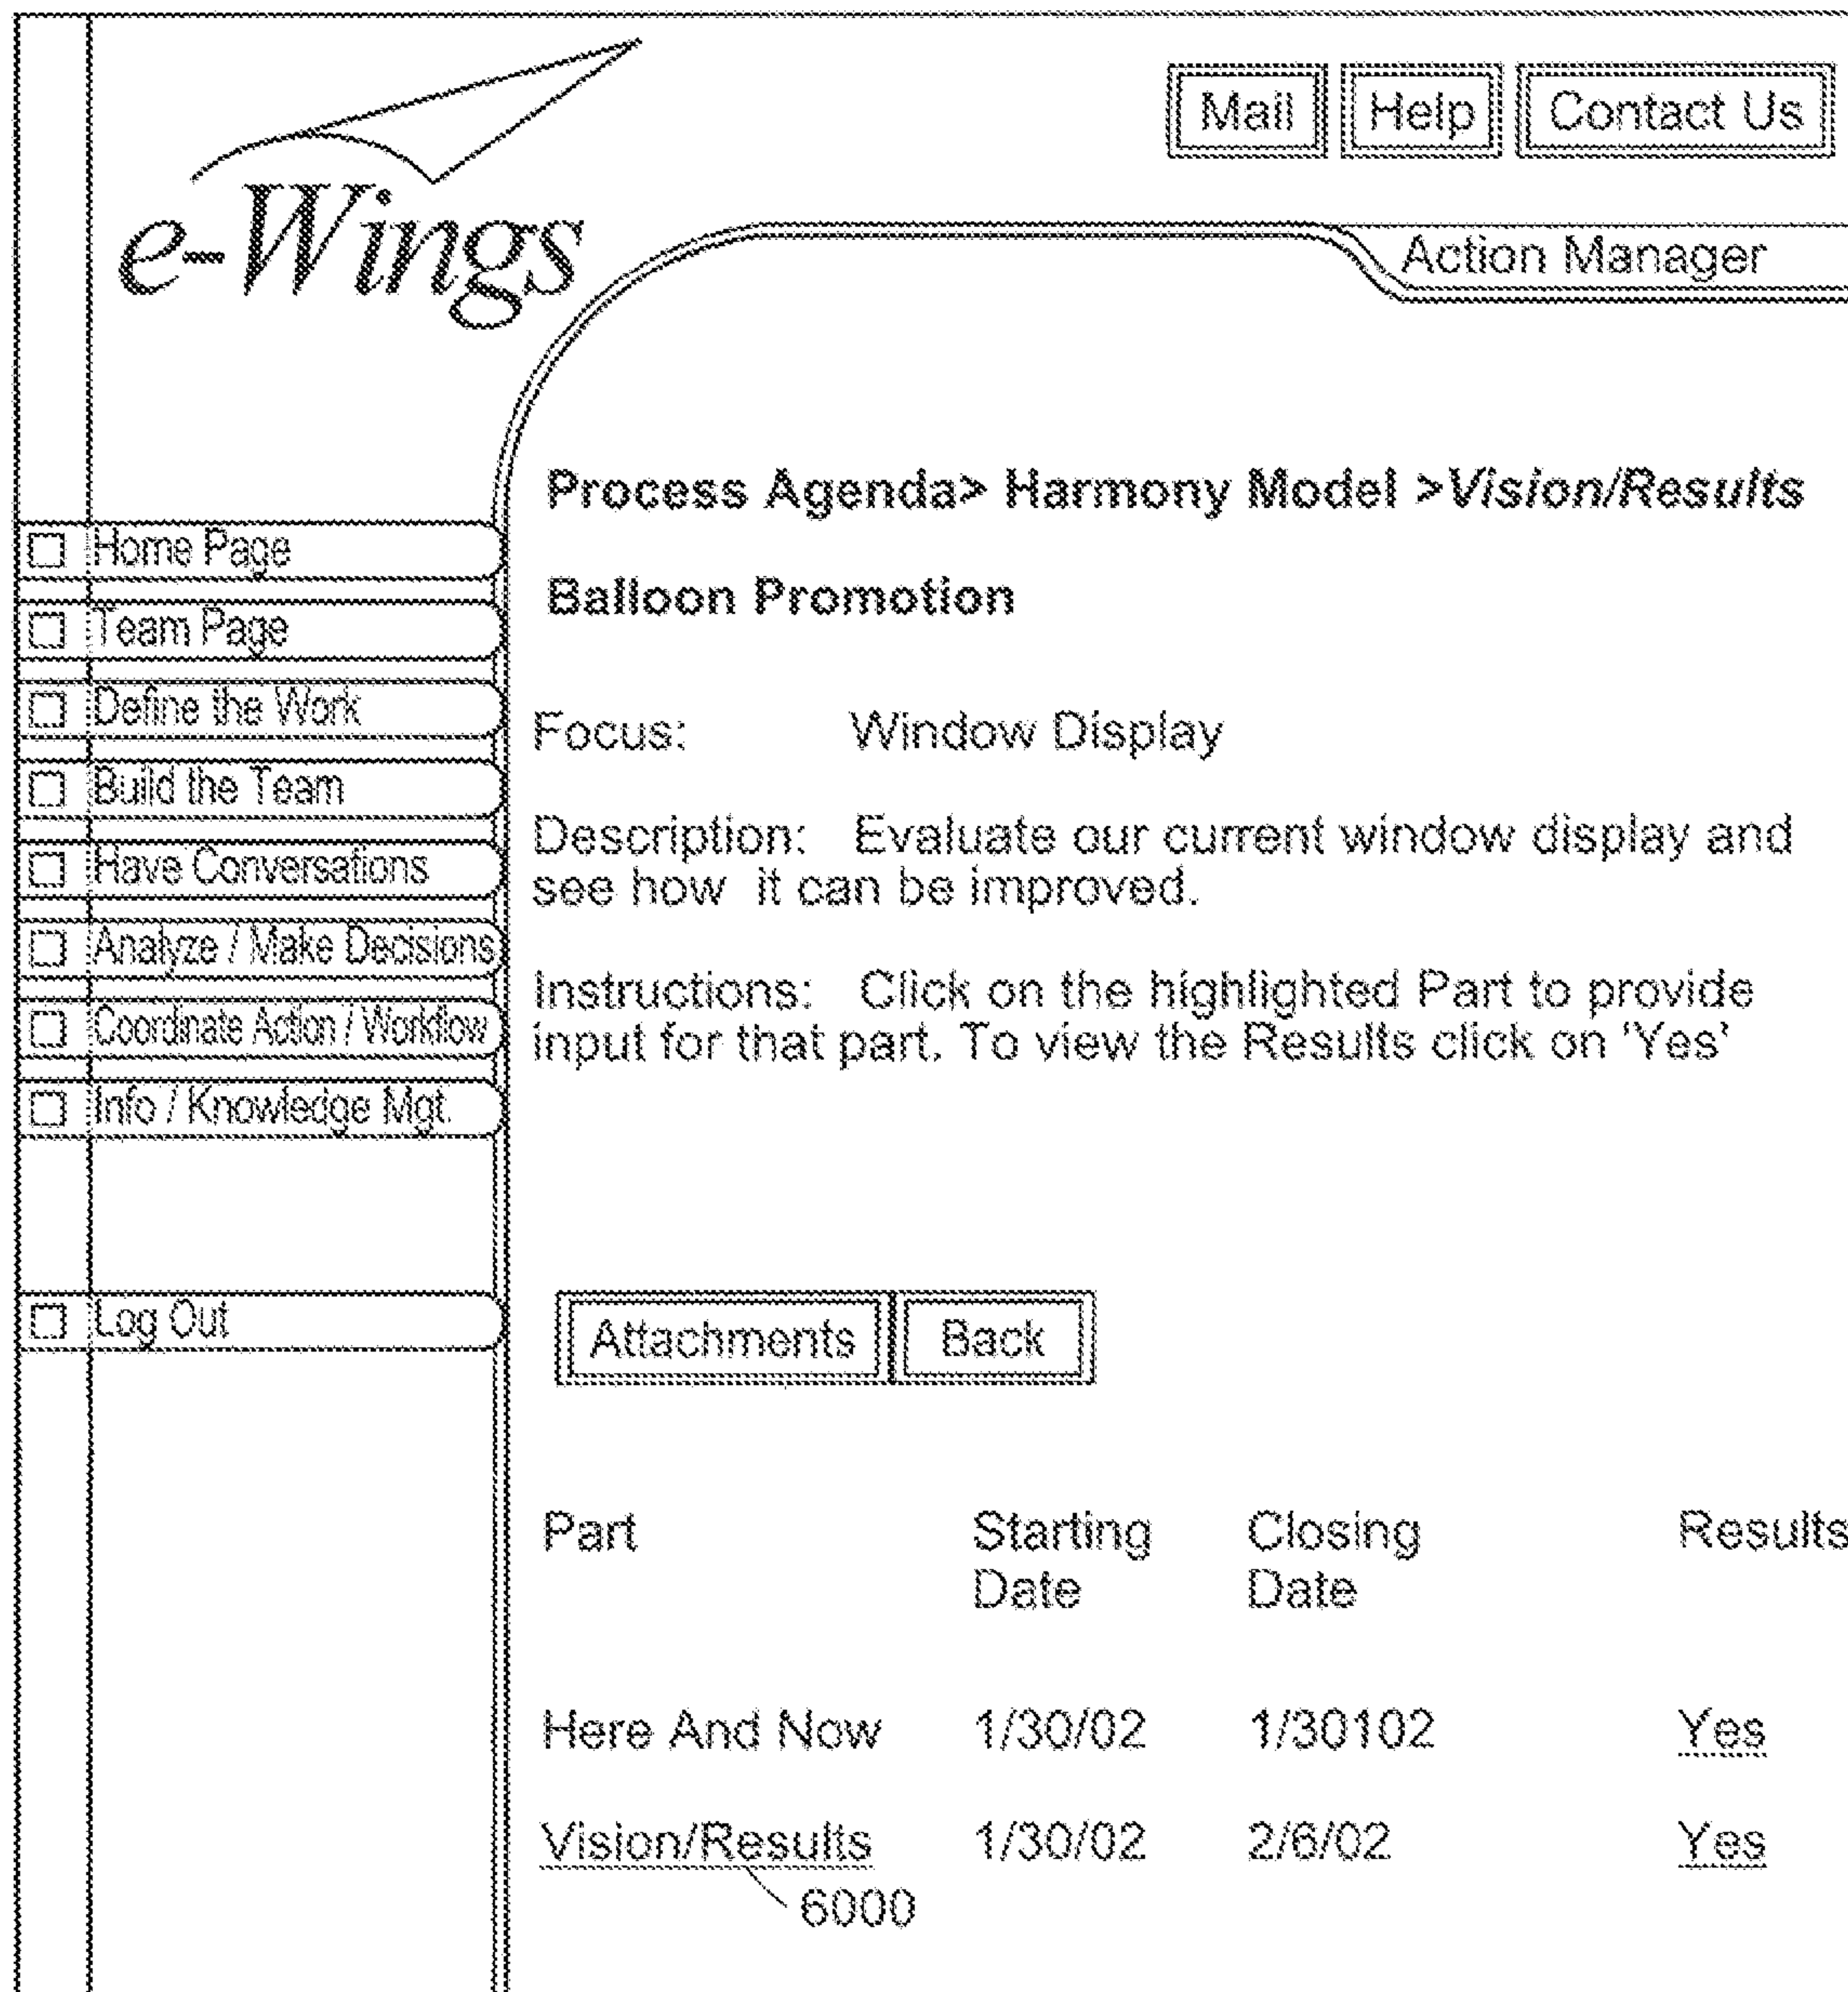 Mail Help Contact Us
e-Wings
Action Manager
Process Agenda> Harmony Model >Vision/Results
Balloon Promotion
Home Page
Team Page
Define the Work
Build the Team
Have Conversations
Analyze / Make Decisions
Coordinate Action / Workflow
Info / Knowledge Mgt.
Log Out
Focus: Window Display
Description: Evaluate our current window display and
see how it can be improved.
Instructions: Click on the highlighted Part to provide
input for that part. To view the Results click on 'Yes'
Attachments Back
Part Starting Closing Results
Date Date
Here And Now 1/30/02 1/30102 Yes
Vision/Results 1/30/02 2/6/02 Yes
6000